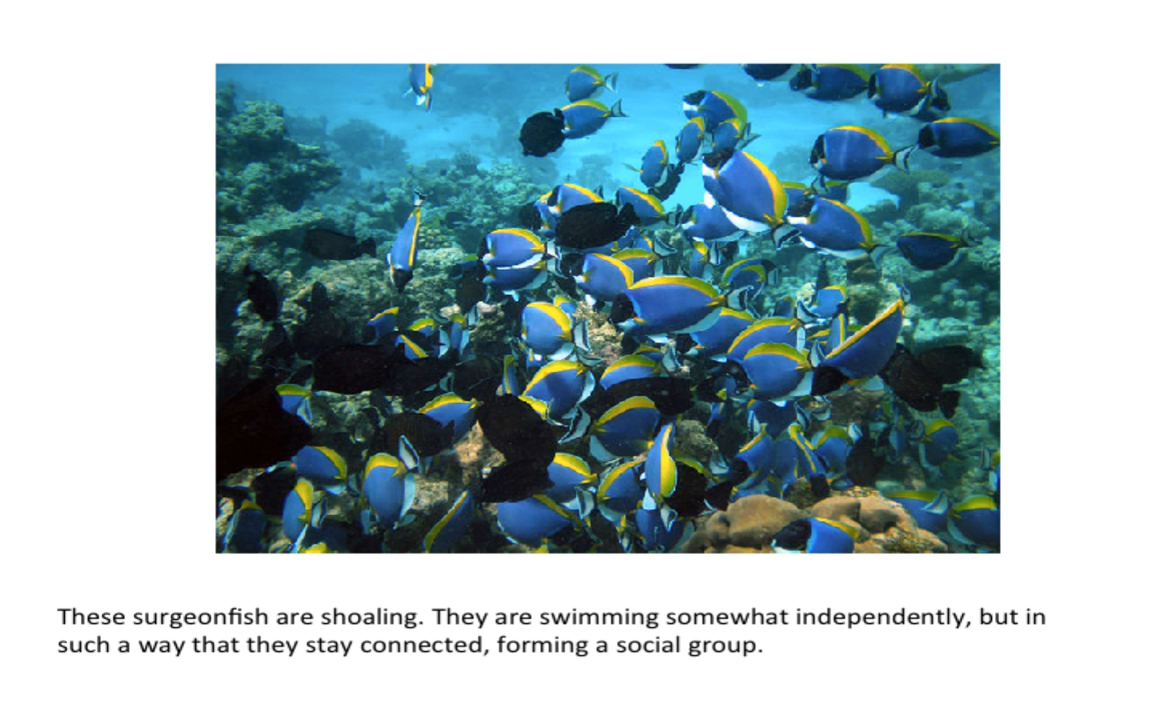 These surgeonfish are shoaling. They are swimming somewhat independently, but in
such a way that they stay connected, forming a social group.